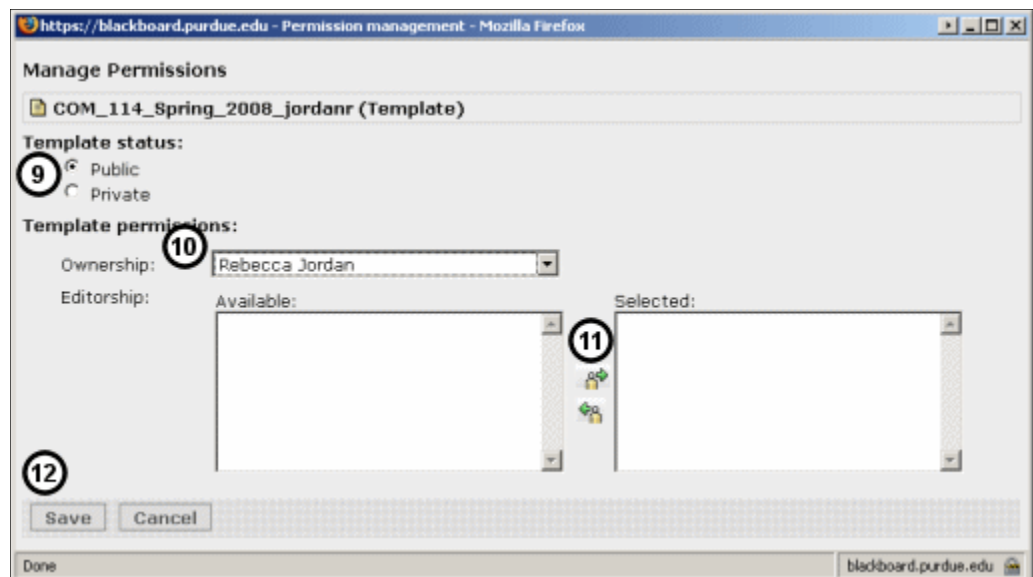 https://blackboard.purdue.edu - Permission management - Mozilla Firefox
Manage Permissions
COM_114_Spring_2008_jordanr (Template)
Template status:
9 Public
Private
Template permissions:
10
Ownership: Rebecca Jordan
Editorship: Available: Selected:
11
12
Save Cancel
Done blackboard.purdue.edu